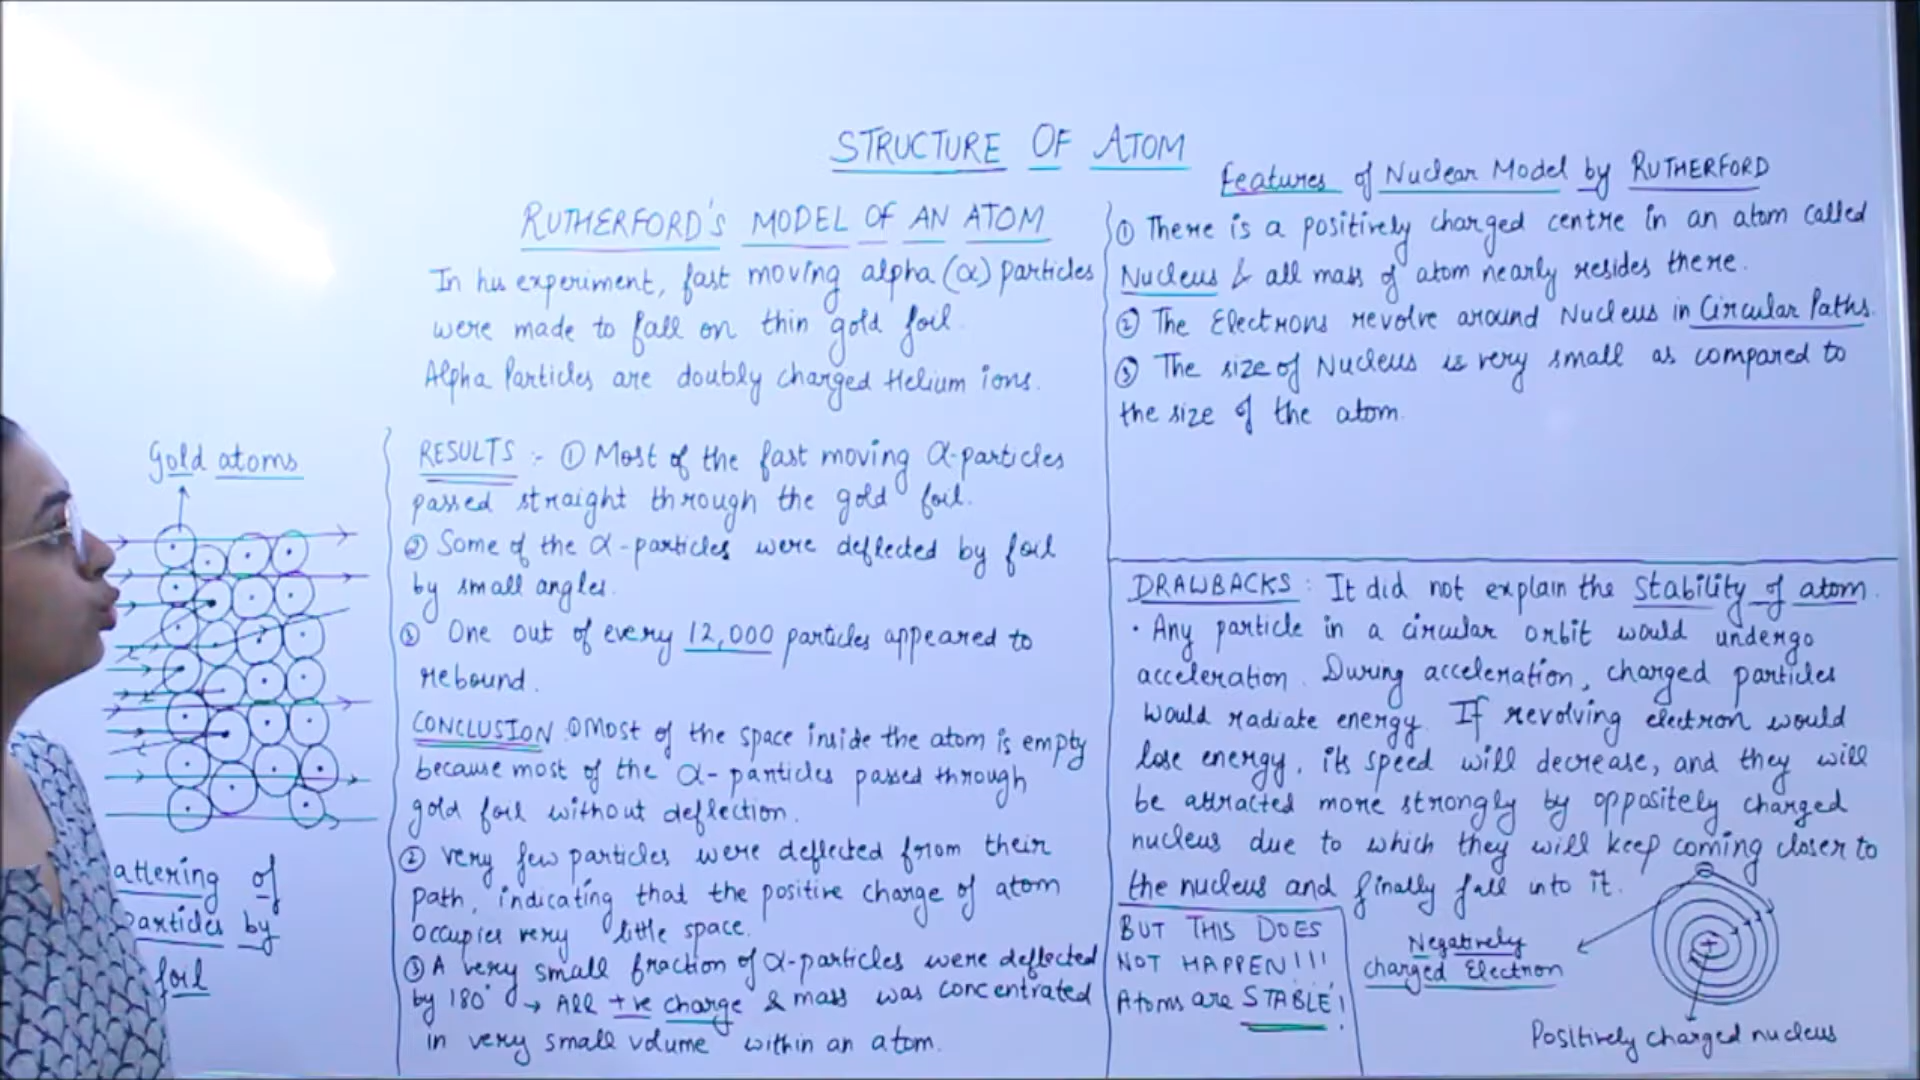 STRUCTURE OF ATOM
RUTHERFORD'S MODEL OF AN ATOM
In his experiment, fast moving alpha (α) particles
were made to fall on thin gold foil.
Alpha Particles are doubly charged Helium ions.
Gold atoms
attering of
particles by
foil
RESULTS :- ① Most of the fast moving α-particles
passed straight through the gold foil.
② Some of the α-particles were deflected by foil
by small angles.
③ One out of every 12,000 particles appeared to
rebound.
CONCLUSION ① Most of the space inside the atom is empty
because most of the α-particles passed through
gold foil without deflection.
② Very few particles were deflected from their
path, indicating that the positive charge of atom
occupies very little space.
③ A very small fraction of α-particles were deflected
by 180° → All +ve charge & mass was concentrated
in very small volume within an atom.
Features of Nuclear Model by RUTHERFORD
① There is a positively charged centre in an atom called
Nucleus & all mass of atom nearly resides there.
② The Electrons revolve around Nucleus in Circular Paths.
③ The size of Nucleus is very small as compared to
the size of the atom.
DRAWBACKS : It did not explain the Stability of atom.
• Any particle in a circular orbit would undergo
acceleration. During acceleration, charged particles
would radiate energy. If revolving electron would
lose energy, its speed will decrease, and they will
be attracted more strongly by oppositely charged
nucleus due to which they will keep coming closer to
the nucleus and finally fall into it.
BUT THIS DOES
NOT HAPPEN!!!
Atoms are STABLE!
Negatively
charged Electron
+
Positively charged nucleus